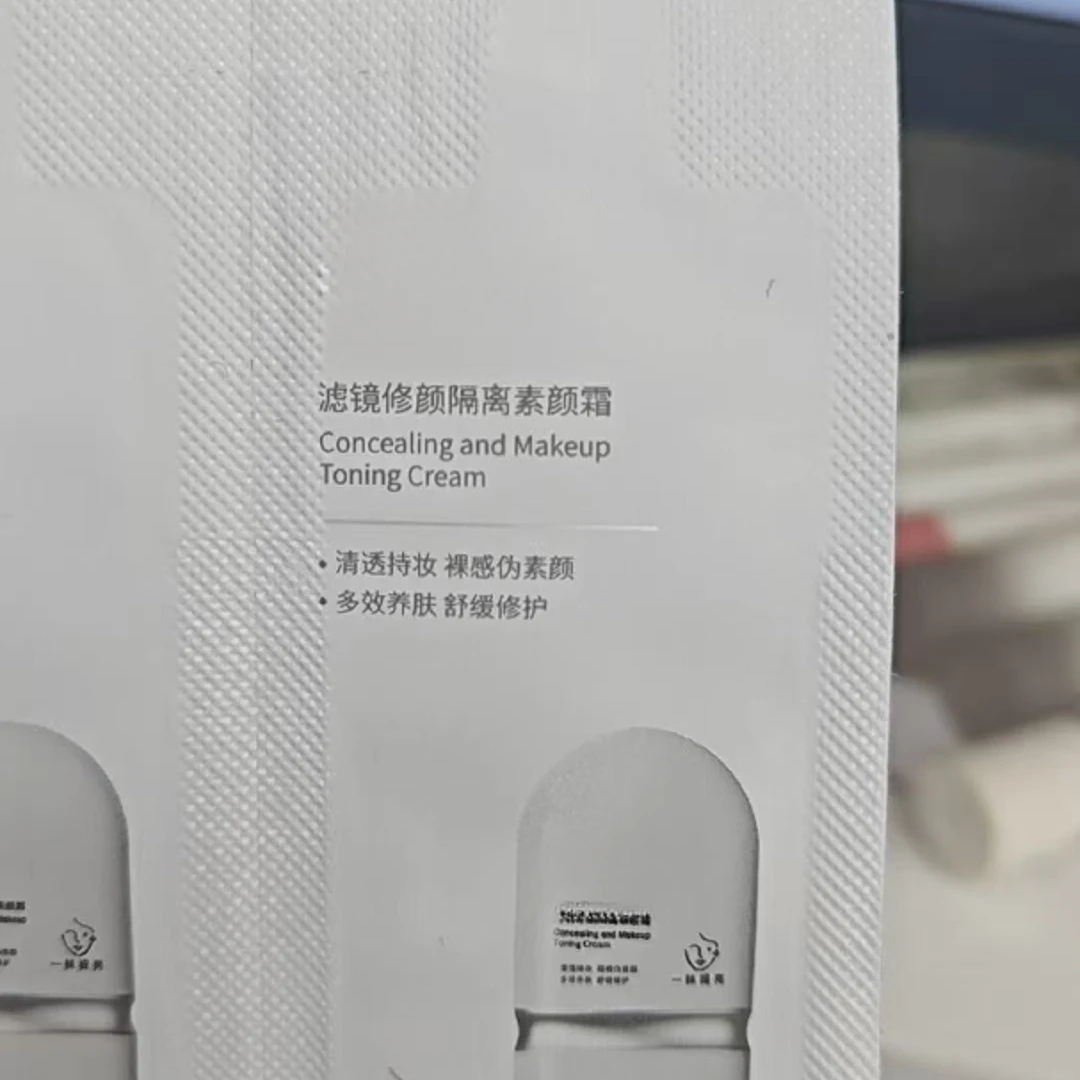 滤镜修颜隔离素颜霜
Concealing and Makeup
Toning Cream
• 清透持妆 裸感伪素颜
• 多效养肤 舒缓修护
Concealing and Makeup
Toning Cream